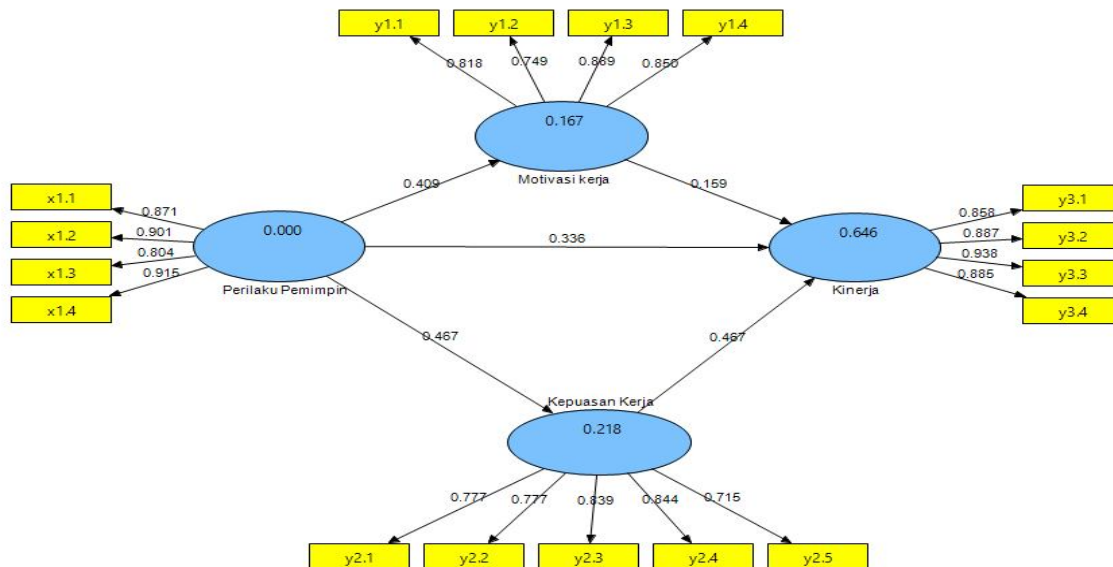 y1.1 y1.2 y1.3 y1.4
0.818 0.749 0.889 0.850
0.167
Motivasi kerja
0.409 0.159
x1.1
x1.2
x1.3
x1.4
0.871
0.901
0.804
0.915
0.000
Perilaku Pemimpin
0.336
0.646
Kinerja
0.858
0.887
0.938
0.885
y3.1
y3.2
y3.3
y3.4
0.467 0.467
Kepuasan Kerja
0.218
0.777 0.777 0.839 0.844 0.715
y2.1 y2.2 y2.3 y2.4 y2.5